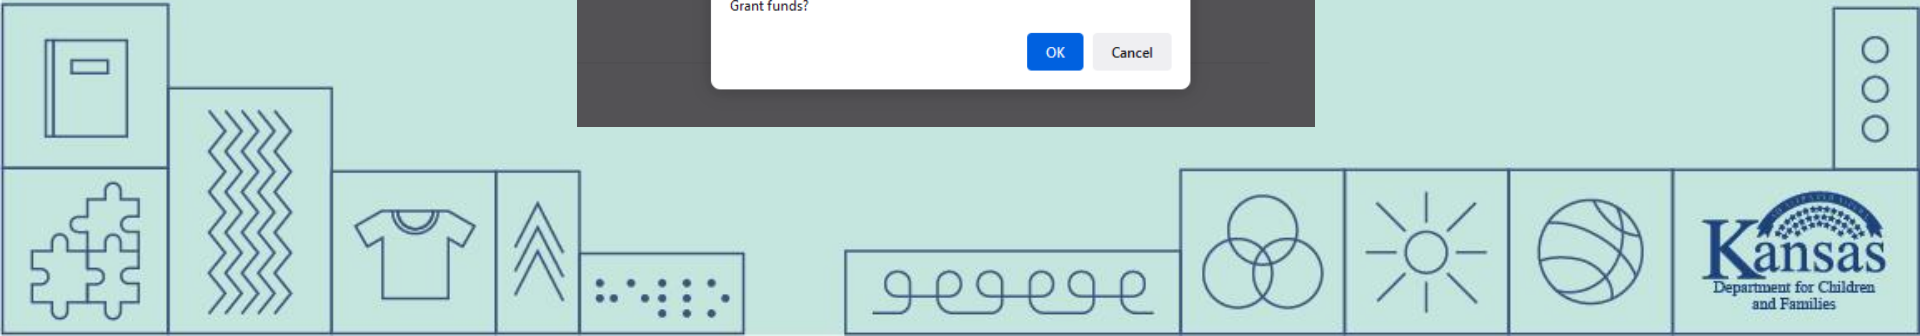 Grant funds?
OK
Cancel
Kansas
Department for Children
and Families